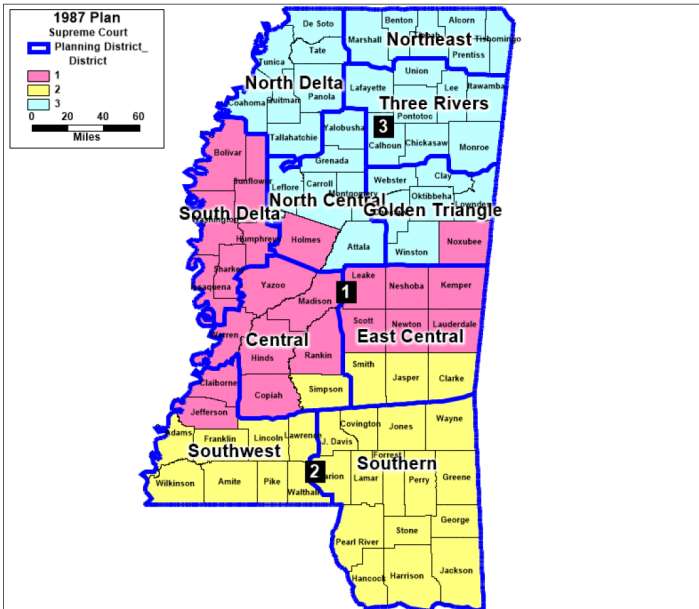 1987 Plan
Supreme Court
Planning District_
District
1
2
3
0 20 40 60
Miles
De Soto
Benton
Alcorn
Marshall
Tishomingo
Northeast
Prentiss
Tate
Tunica
Union
Lafayette
Lee
Itawamba
North Delta
Panola
Quitman
Coahoma
Three Rivers
Pontotoc
3
Yalobusha
Tallahatchie
Calhoun
Chickasaw
Monroe
Bolivar
Grenada
Sunflower
Leflore
Carroll
Montgomery
Webster
Clay
Oktibbeha
Lowndes
North Central
Golden Triangle
South Delta
Washington
Humphrey
Holmes
Attala
Winston
Noxubee
Sharkey
Issaquena
Yazoo
Madison
1
Leake
Neshoba
Kemper
Scott
Newton
Lauderdale
Warren
Central
East Central
Hinds
Rankin
Smith
Jasper
Clarke
Claiborne
Copiah
Simpson
Jefferson
Adams
Franklin
Lincoln
Lawrence
Covington
Jones
Wayne
J. Davis
Southwest
Forrest
Southern
2
Marion
Lamar
Perry
Greene
Wilkinson
Amite
Pike
Walthall
George
Stone
Pearl River
Hancock
Harrison
Jackson